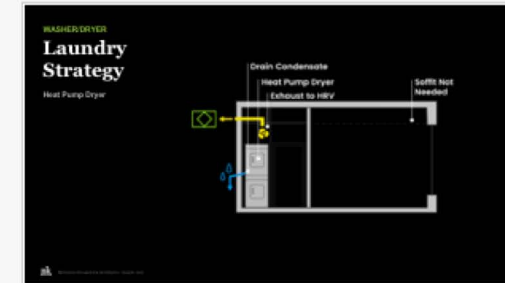 WASHER/DRYER
Laundry
Strategy
Heat Pump Dryer
Drain Condensate
Heat Pump Dryer
Exhaust to HRV
Soffit Not
Needed